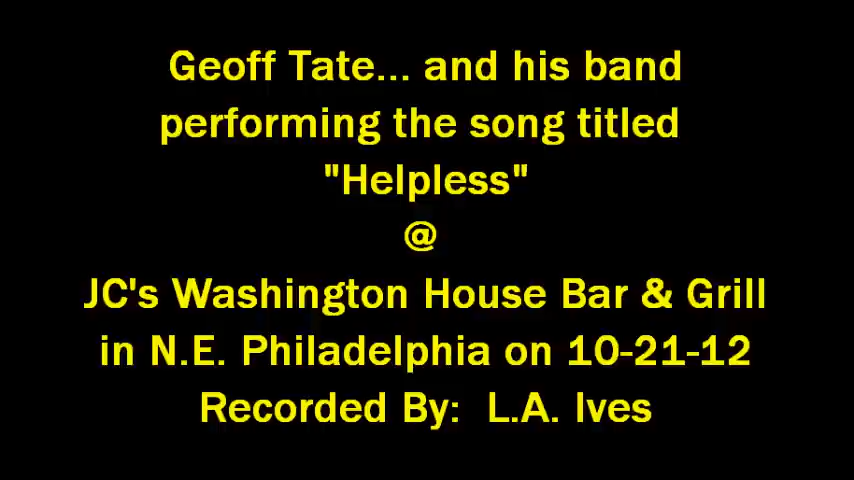 Geoff Tate... and his band
performing the song titled
"Helpless"
@
JC's Washington House Bar & Grill
in N.E. Philadelphia on 10-21-12
Recorded By:  L.A. Ives